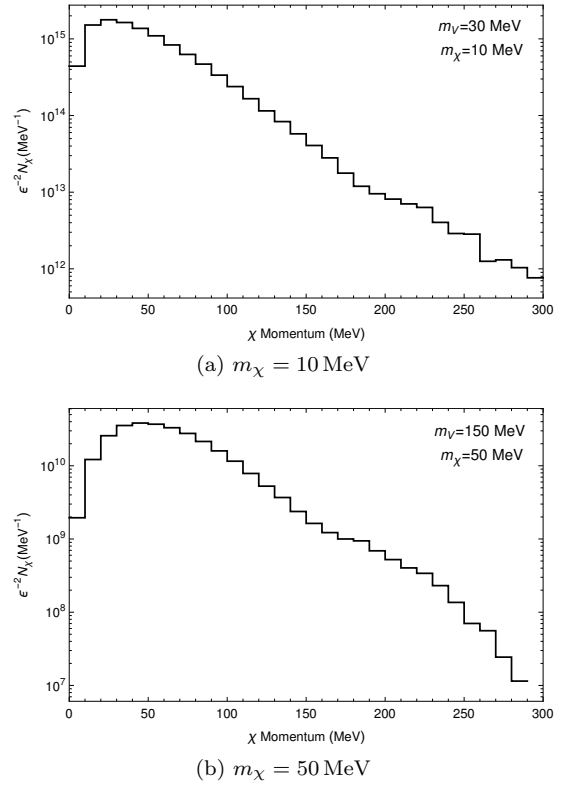 m_V=30 MeV
m_χ=10 MeV
10^15
10^14
10^13
10^12
ϵ^-2 N_χ(MeV^-1)
0 50 100 150 200 250 300
χ Momentum (MeV)
(a) m_χ = 10 MeV
m_V=150 MeV
m_χ=50 MeV
10^10
10^9
10^8
10^7
ϵ^-2 N_χ(MeV^-1)
0 50 100 150 200 250 300
χ Momentum (MeV)
(b) m_χ = 50 MeV